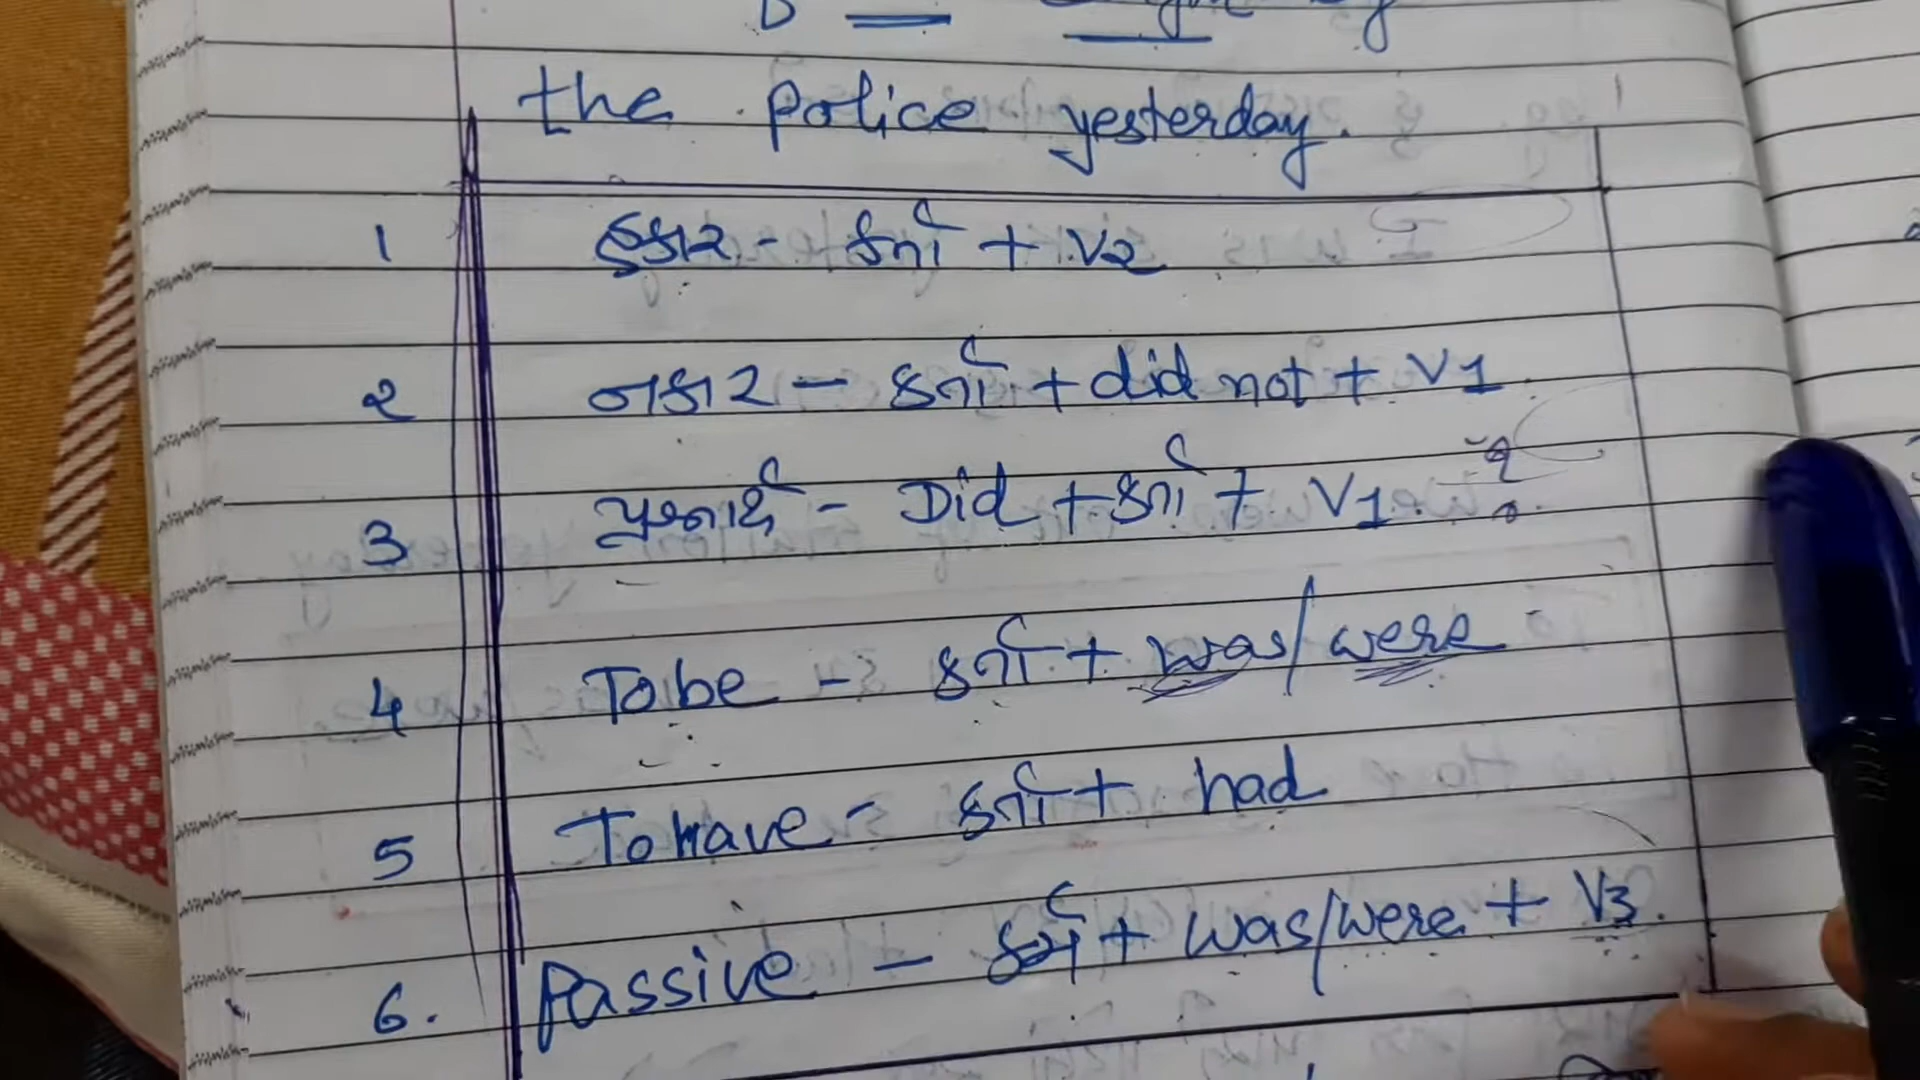 the police yesterday.
1 હકાર - કર્તા + V2
૨ નકાર - કર્તા + did not + V1
3 પ્રશ્નાર્થ - Did + કર્તા + V1 ?
4 To be - કર્તા + was/were
5 To have - કર્તા + had
6. Passive - કર્મ + was/were + V3.